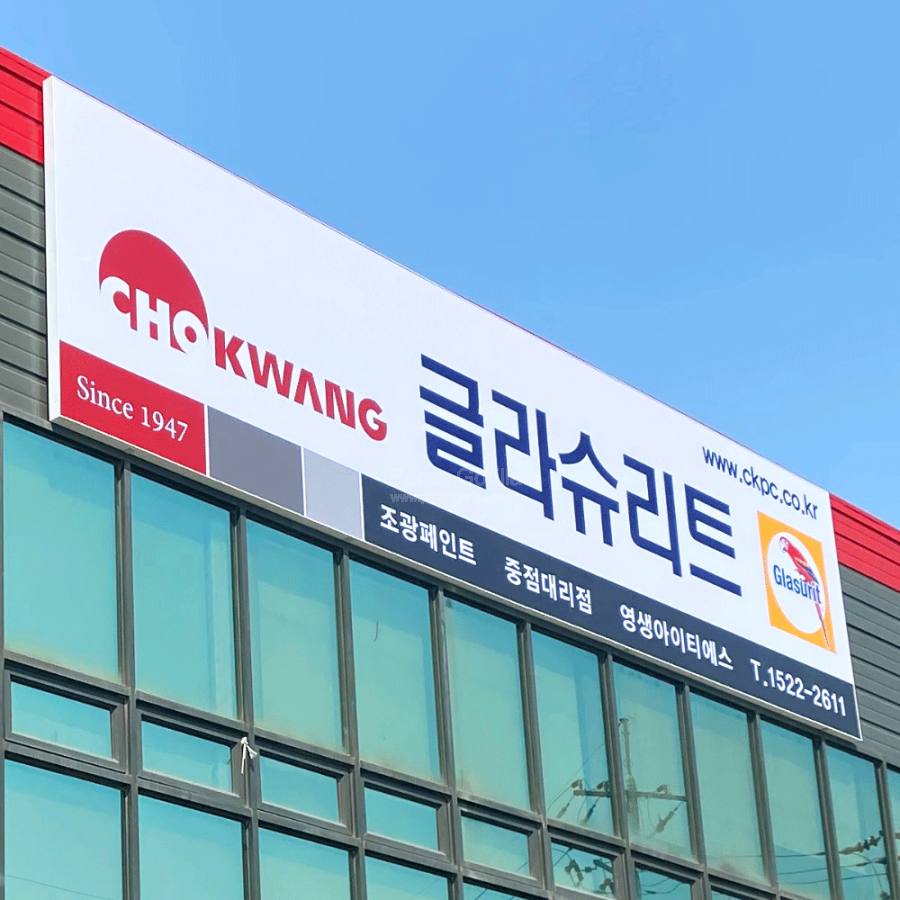 CHOKWANG
Since 1947
글라슈리트
www.ckpc.co.kr
Glasurit
조광페인트 중점대리점 영생아이티에스 T.1522-2611